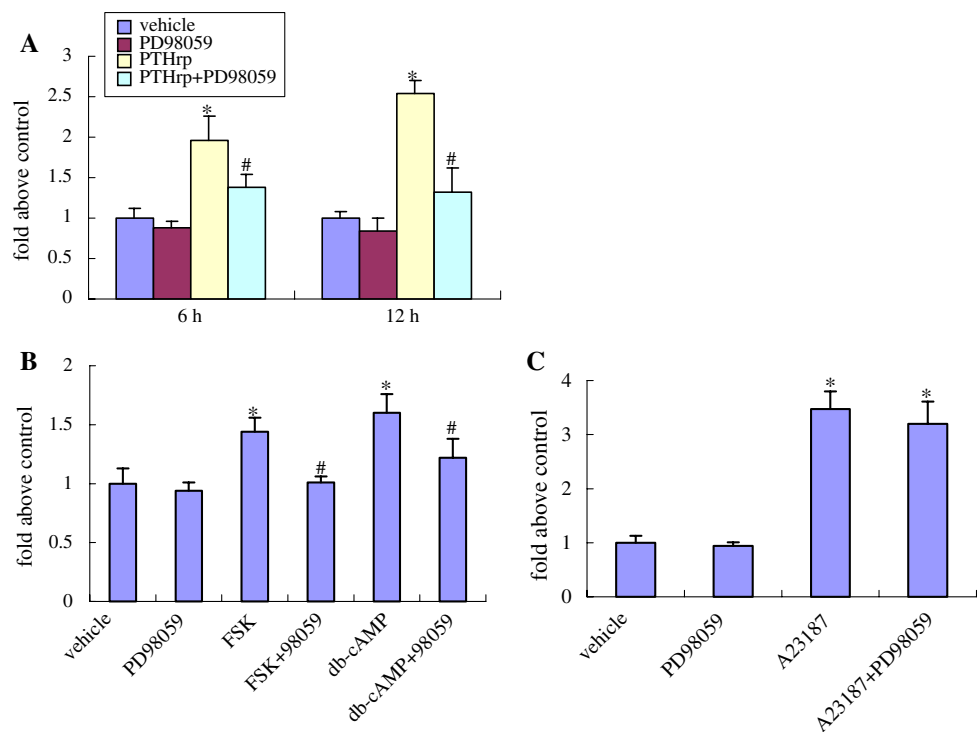 A
vehicle
PD98059
PTHrp
PTHrp+PD98059
fold above control
3
2.5
2
1.5
1
0.5
0
*
#
*
#
6 h
12 h
B
fold above control
2
1.5
1
0.5
0
*
#
*
#
vehicle
PD98059
FSK
FSK+98059
db-cAMP
db-cAMP+98059
C
fold above control
4
3
2
1
0
*
*
vehicle
PD98059
A23187
A23187+PD98059